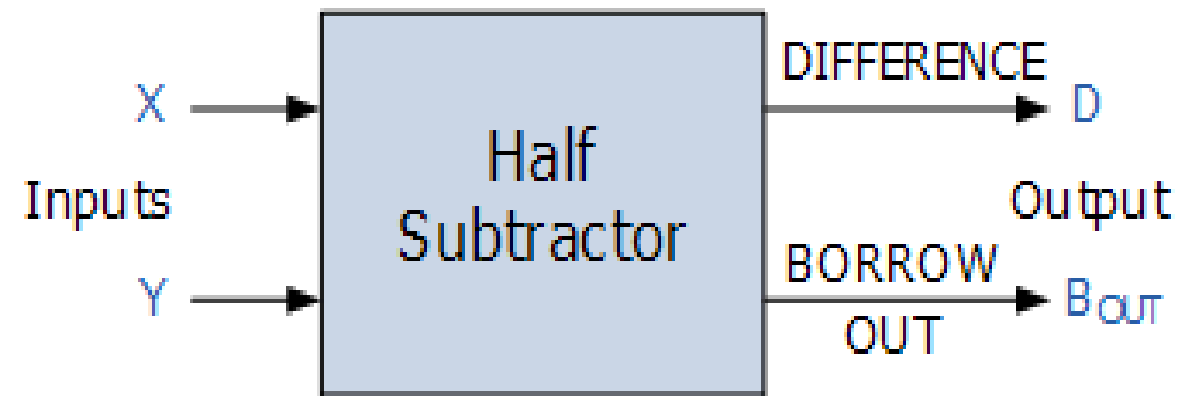 DIFFERENCE
X
D
Half
Subtractor
Inputs
Output
BORROW
OUT
Y
BOUT